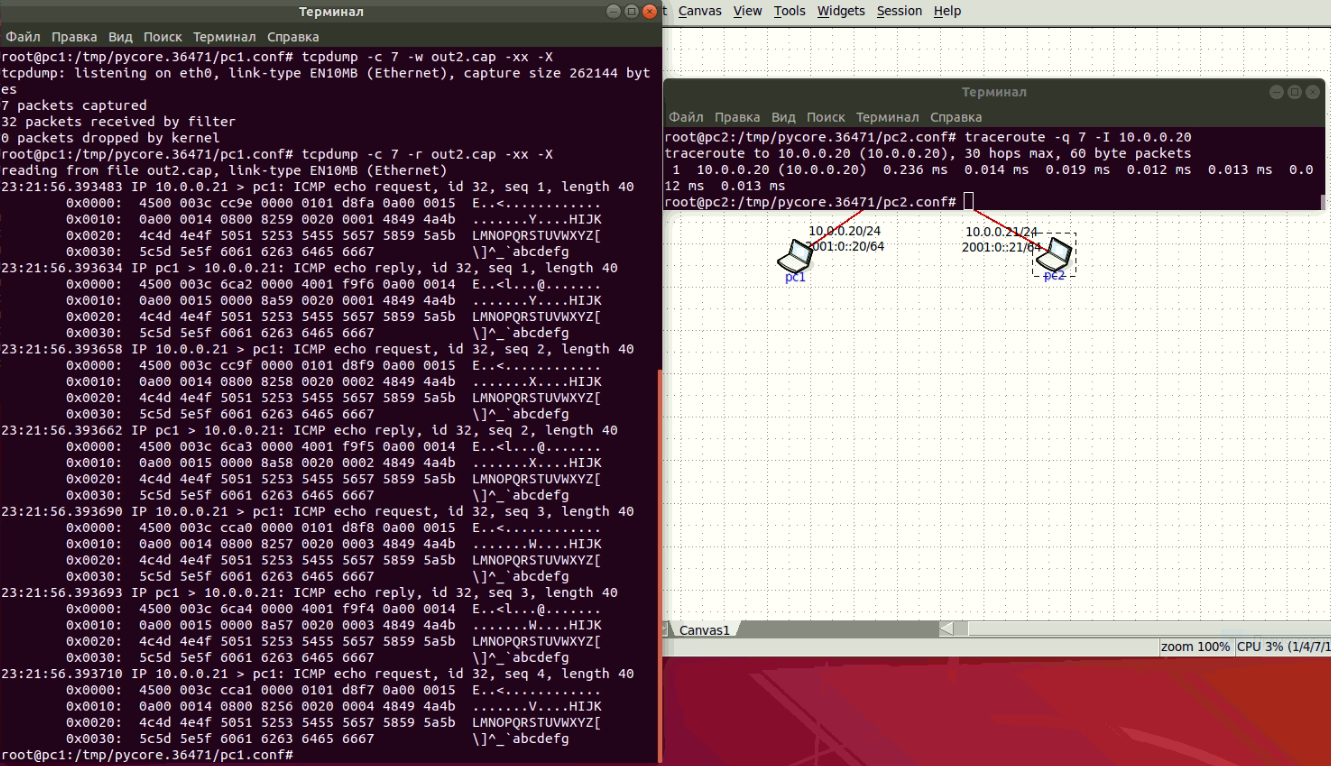 Терминал
Файл Правка Вид Поиск Терминал Справка
root@pc1:/tmp/pycore.36471/pc1.conf# tcpdump -c 7 -w out2.cap -xx -X
tcpdump: listening on eth0, link-type EN10MB (Ethernet), capture size 262144 byt
es
7 packets captured
32 packets received by filter
0 packets dropped by kernel
root@pc1:/tmp/pycore.36471/pc1.conf# tcpdump -c 7 -r out2.cap -xx -X
reading from file out2.cap, link-type EN10MB (Ethernet)
23:21:56.393483 IP 10.0.0.21 > pc1: ICMP echo request, id 32, seq 1, length 40
0x0000: 4500 003c cc9e 0000 0101 d8fa 0a00 0015 E..<............
0x0010: 0a00 0014 0800 8259 0020 0001 4849 4a4b .......Y....HIJK
0x0020: 4c4d 4e4f 5051 5253 5455 5657 5859 5a5b LMNOPQRSTUVWXYZ[
0x0030: 5c5d 5e5f 6061 6263 6465 6667 \]^_`abcdefg
23:21:56.393634 IP pc1 > 10.0.0.21: ICMP echo reply, id 32, seq 1, length 40
0x0000: 4500 003c 6ca2 0000 4001 f9f6 0a00 0014 E..<l...@.......
0x0010: 0a00 0015 0000 8a59 0020 0001 4849 4a4b .......Y....HIJK
0x0020: 4c4d 4e4f 5051 5253 5455 5657 5859 5a5b LMNOPQRSTUVWXYZ[
0x0030: 5c5d 5e5f 6061 6263 6465 6667 \]^_`abcdefg
23:21:56.393658 IP 10.0.0.21 > pc1: ICMP echo request, id 32, seq 2, length 40
0x0000: 4500 003c cc9f 0000 0101 d8f9 0a00 0015 E..<............
0x0010: 0a00 0014 0800 8258 0020 0002 4849 4a4b .......X....HIJK
0x0020: 4c4d 4e4f 5051 5253 5455 5657 5859 5a5b LMNOPQRSTUVWXYZ[
0x0030: 5c5d 5e5f 6061 6263 6465 6667 \]^_`abcdefg
23:21:56.393662 IP pc1 > 10.0.0.21: ICMP echo reply, id 32, seq 2, length 40
0x0000: 4500 003c 6ca3 0000 4001 f9f5 0a00 0014 E..<l...@.......
0x0010: 0a00 0015 0000 8a58 0020 0002 4849 4a4b .......X....HIJK
0x0020: 4c4d 4e4f 5051 5253 5455 5657 5859 5a5b LMNOPQRSTUVWXYZ[
0x0030: 5c5d 5e5f 6061 6263 6465 6667 \]^_`abcdefg
23:21:56.393690 IP 10.0.0.21 > pc1: ICMP echo request, id 32, seq 3, length 40
0x0000: 4500 003c cca0 0000 0101 d8f8 0a00 0015 E..<............
0x0010: 0a00 0014 0800 8257 0020 0003 4849 4a4b .......W....HIJK
0x0020: 4c4d 4e4f 5051 5253 5455 5657 5859 5a5b LMNOPQRSTUVWXYZ[
0x0030: 5c5d 5e5f 6061 6263 6465 6667 \]^_`abcdefg
23:21:56.393693 IP pc1 > 10.0.0.21: ICMP echo reply, id 32, seq 3, length 40
0x0000: 4500 003c 6ca4 0000 4001 f9f4 0a00 0014 E..<l...@.......
0x0010: 0a00 0015 0000 8a57 0020 0003 4849 4a4b .......W....HIJK
0x0020: 4c4d 4e4f 5051 5253 5455 5657 5859 5a5b LMNOPQRSTUVWXYZ[
0x0030: 5c5d 5e5f 6061 6263 6465 6667 \]^_`abcdefg
23:21:56.393710 IP 10.0.0.21 > pc1: ICMP echo request, id 32, seq 4, length 40
0x0000: 4500 003c cca1 0000 0101 d8f7 0a00 0015 E..<............
0x0010: 0a00 0014 0800 8256 0020 0004 4849 4a4b .......V....HIJK
0x0020: 4c4d 4e4f 5051 5253 5455 5657 5859 5a5b LMNOPQRSTUVWXYZ[
0x0030: 5c5d 5e5f 6061 6263 6465 6667 \]^_`abcdefg
root@pc1:/tmp/pycore.36471/pc1.conf#
t Canvas View Tools Widgets Session Help
Терминал
Файл Правка Вид Поиск Терминал Справка
root@pc2:/tmp/pycore.36471/pc2.conf# traceroute -q 7 -I 10.0.0.20
traceroute to 10.0.0.20 (10.0.0.20), 30 hops max, 60 byte packets
1 10.0.0.20 (10.0.0.20) 0.236 ms 0.014 ms 0.019 ms 0.012 ms 0.013 ms 0.0
12 ms 0.013 ms
root@pc2:/tmp/pycore.36471/pc2.conf#
10.0.0.20/24
2001:0::20/64
pc1
10.0.0.21/24
2001:0::21/64
pc2
Canvas1
zoom 100% CPU 3% (1/4/7/1